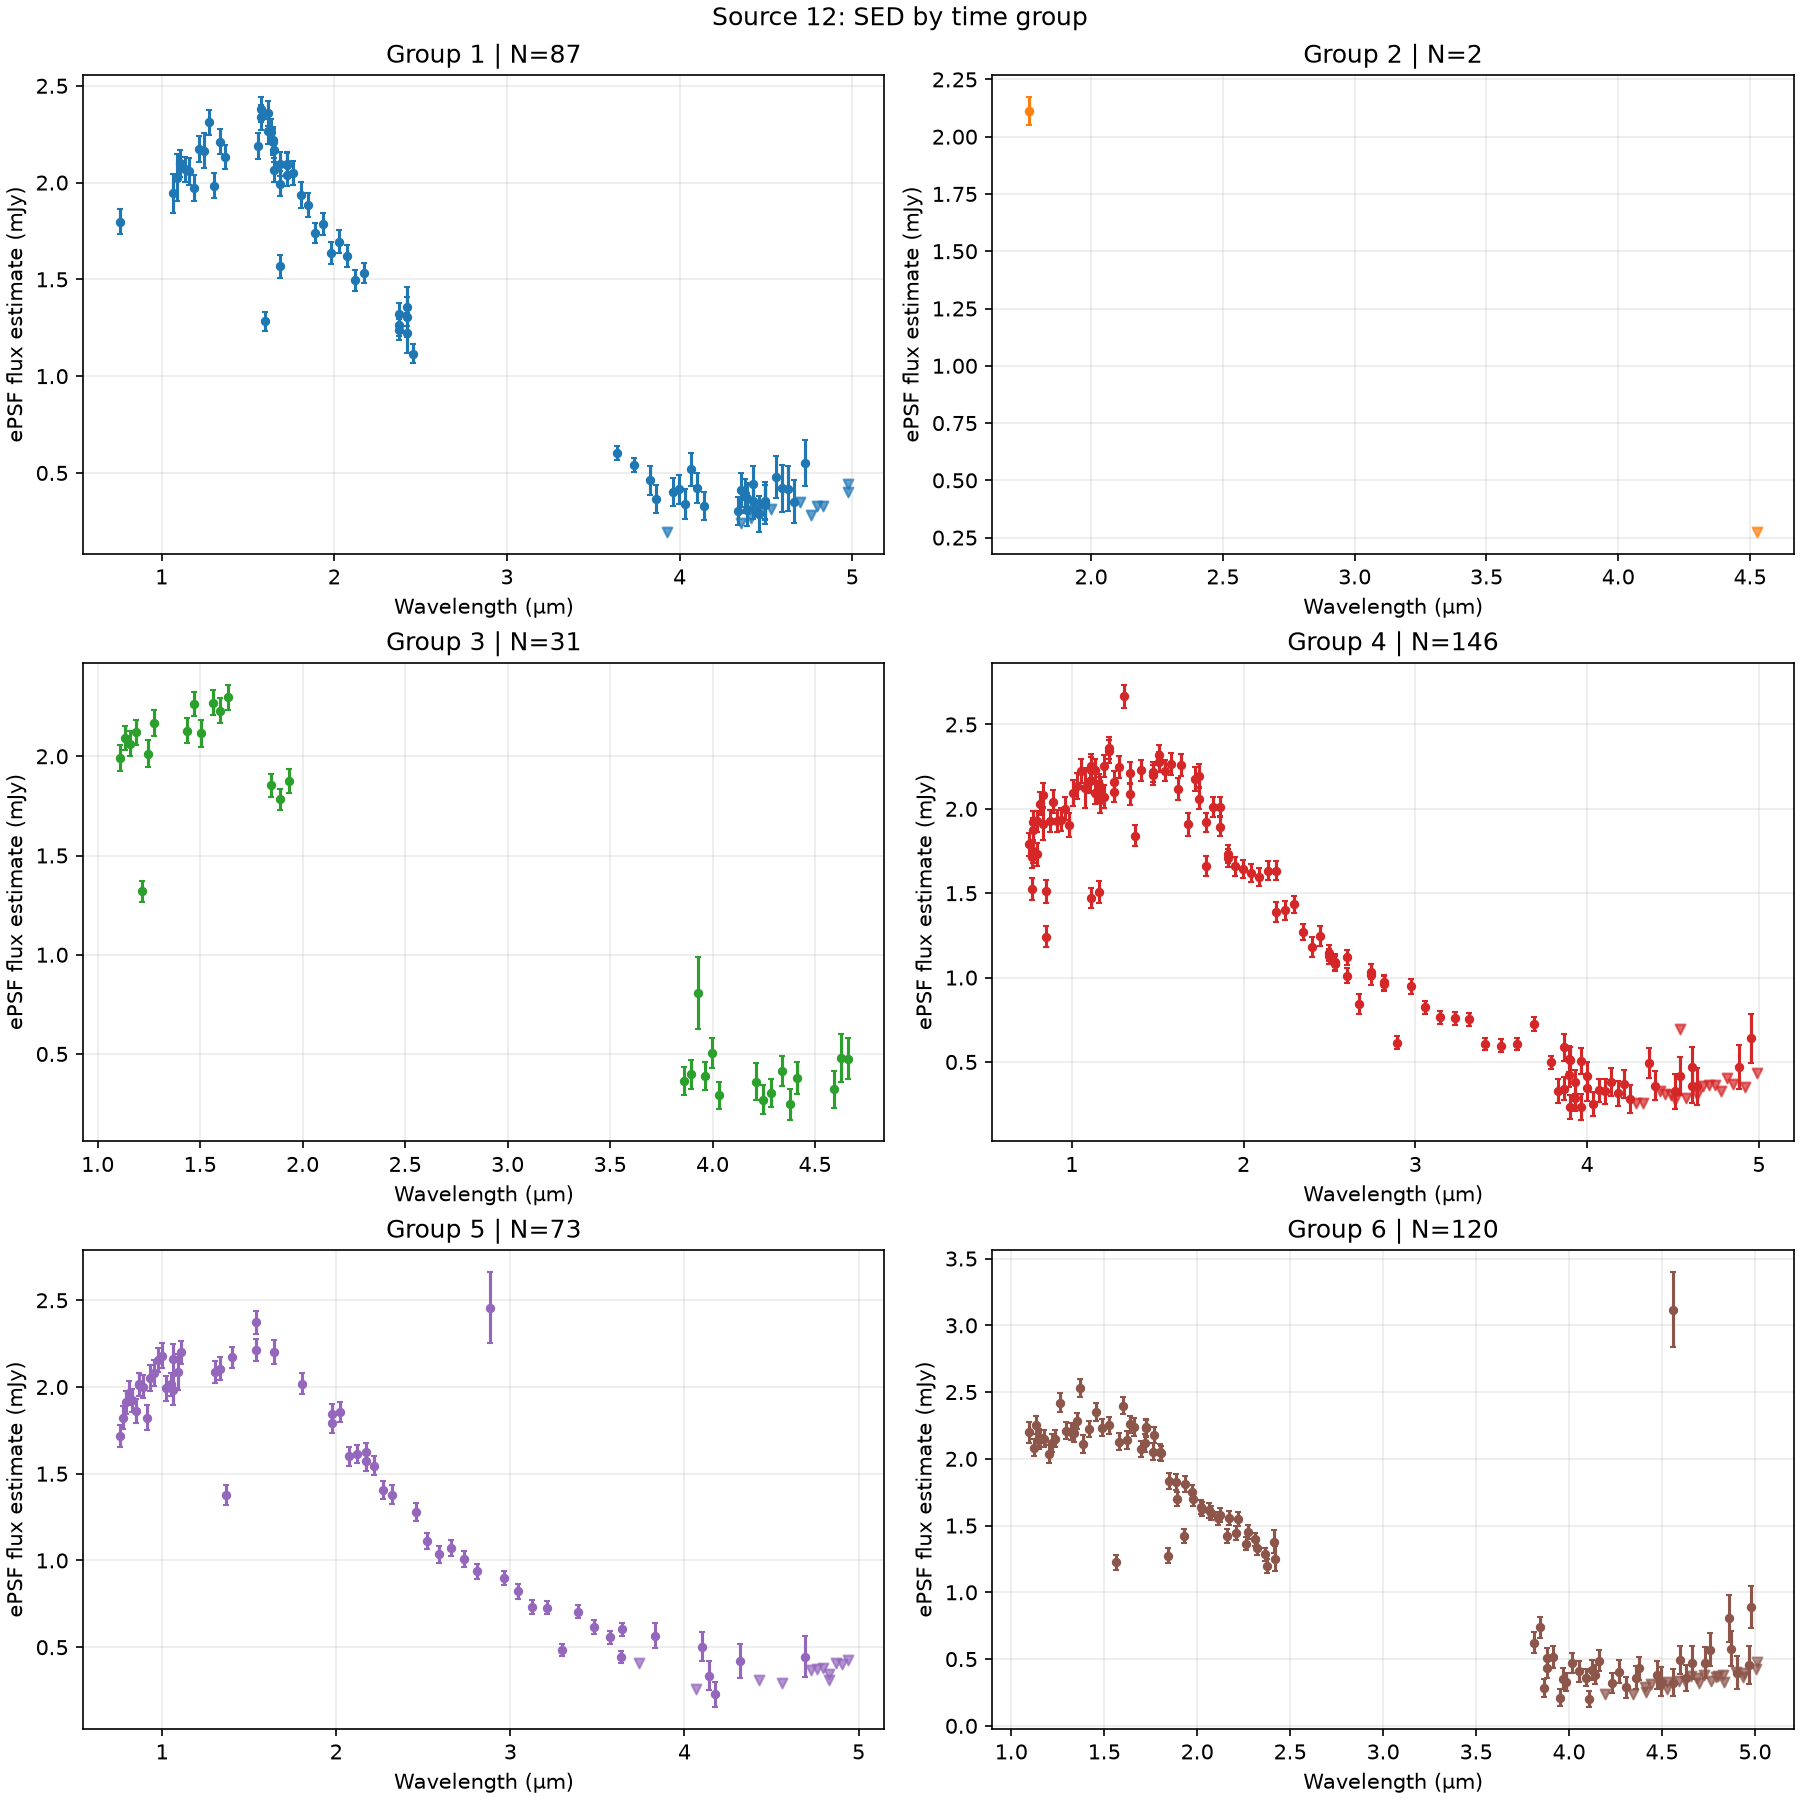 Source 12: SED by time group
Group 1 | N=87
2.5
2.0
1.5
1.0
0.5
ePSF flux estimate (mJy)
1 2 3 4 5
Wavelength (μm)
Group 2 | N=2
2.25
2.00
1.75
1.50
1.25
1.00
0.75
0.50
0.25
ePSF flux estimate (mJy)
2.0 2.5 3.0 3.5 4.0 4.5
Wavelength (μm)
Group 3 | N=31
2.0
1.5
1.0
0.5
ePSF flux estimate (mJy)
1.0 1.5 2.0 2.5 3.0 3.5 4.0 4.5
Wavelength (μm)
Group 4 | N=146
2.5
2.0
1.5
1.0
0.5
ePSF flux estimate (mJy)
1 2 3 4 5
Wavelength (μm)
Group 5 | N=73
2.5
2.0
1.5
1.0
0.5
ePSF flux estimate (mJy)
1 2 3 4 5
Wavelength (μm)
Group 6 | N=120
3.5
3.0
2.5
2.0
1.5
1.0
0.5
0.0
ePSF flux estimate (mJy)
1.0 1.5 2.0 2.5 3.0 3.5 4.0 4.5 5.0
Wavelength (μm)